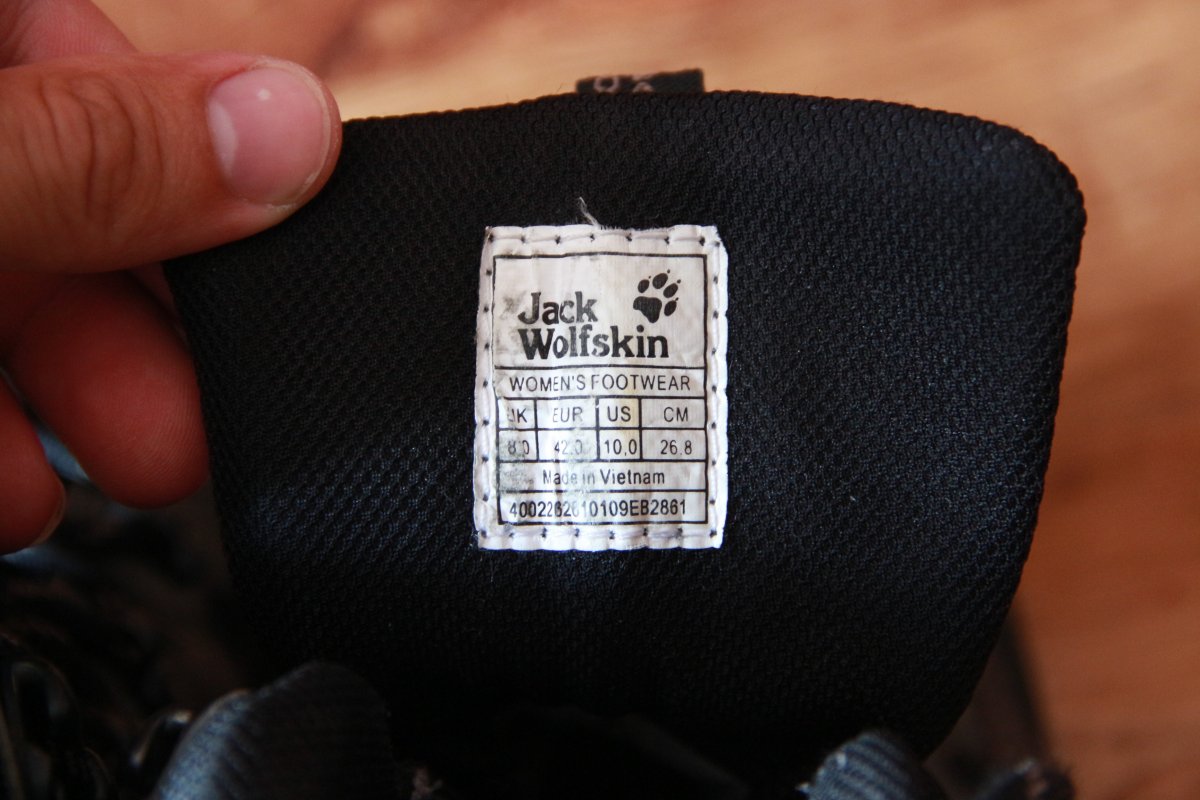 Jack
Wolfskin
WOMEN'S FOOTWEAR
UK EUR US CM
8.0 42.0 10.0 26.8
Made in Vietnam
4002262610109EB2861